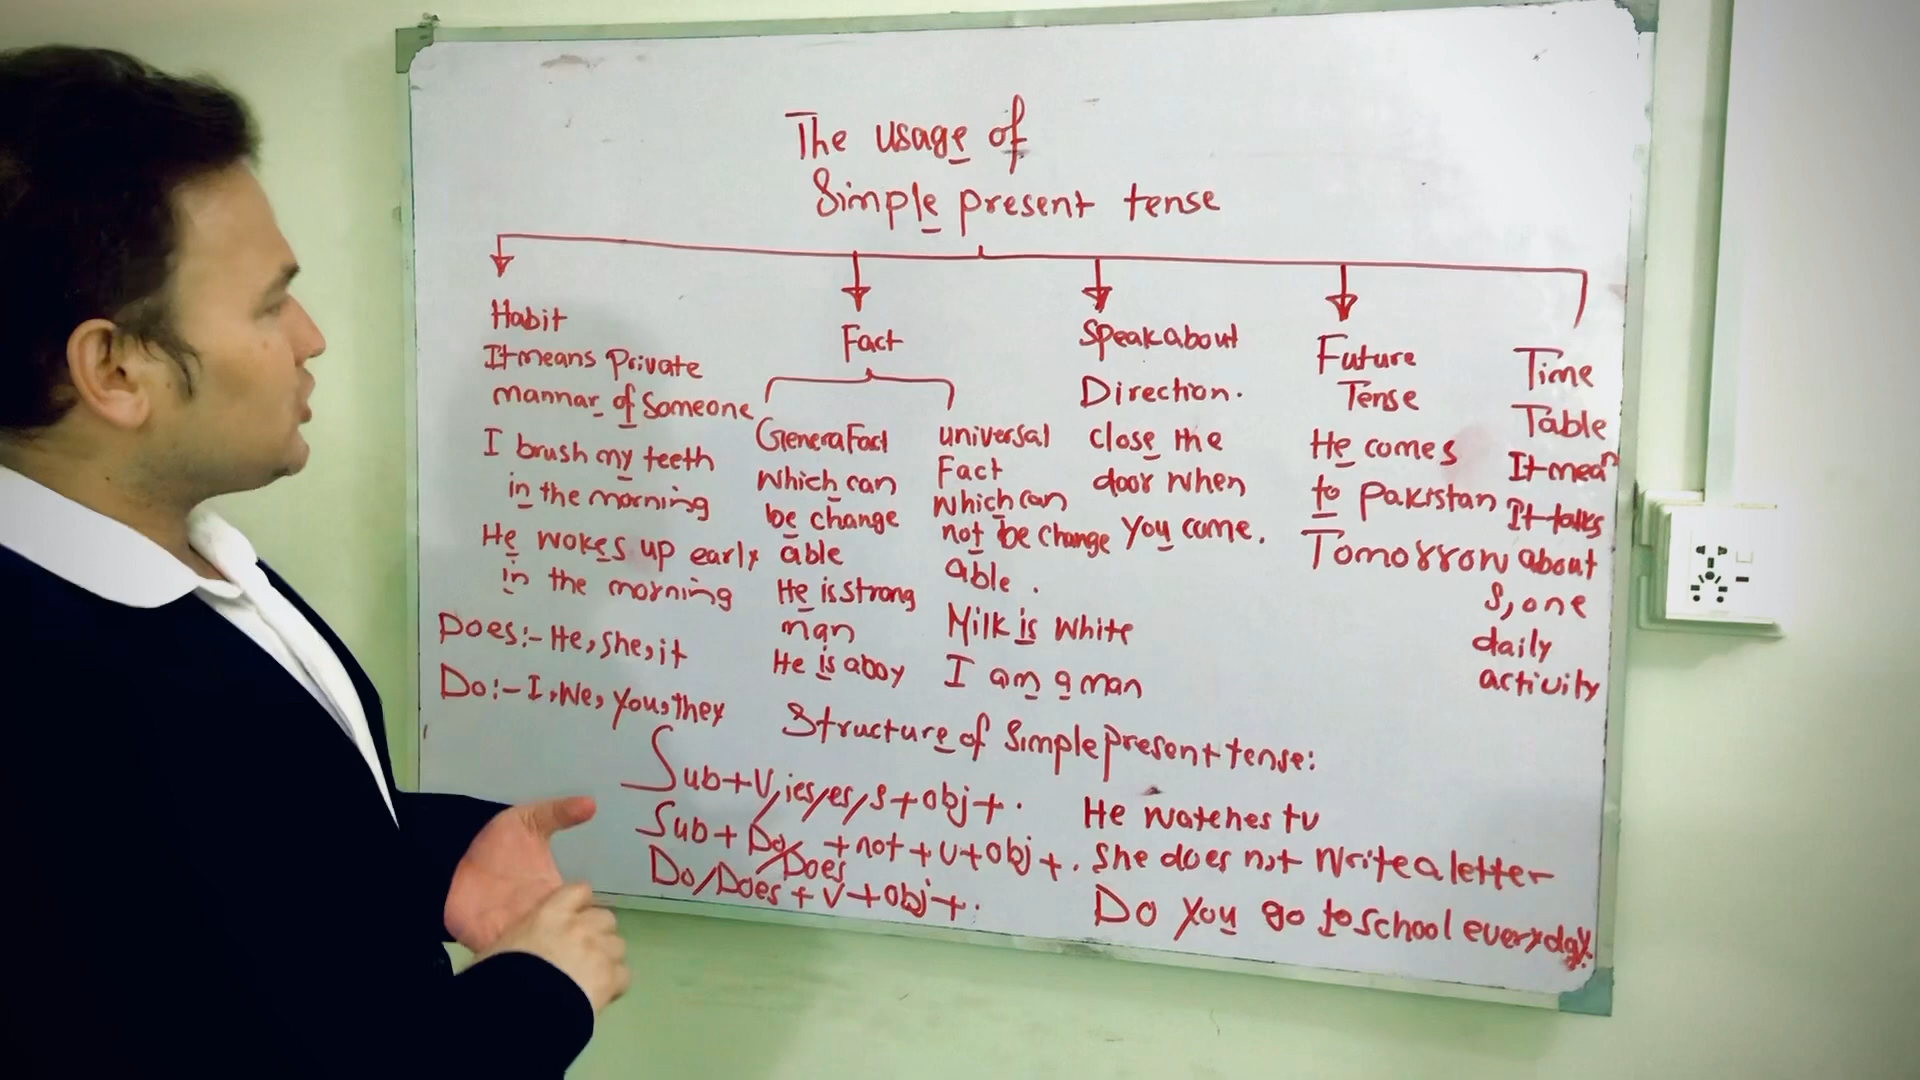 The usage of
Simple present tense
Habit
It means Private
mannar of Someone
I brush my teeth
in the morning
He wokes up early
in the morning
Does:- He, She, it
Do:- I, We, you, they
Fact
Genera Fact
Which can
be change
able
He is strong
man
He is a boy
universal
Fact
which can
not be change
able.
Milk is white
I am a man
Speak about
Direction.
close the
door when
You come.
Future
Tense
He comes
to pakistan
Tomorrow
Time
Table
It mean
It talks
about
S, one
daily
activity
Structure of Simple present tense:
Sub+V, ies/es/s+obj+.
He watches tv
Sub+Do/Does+not+v+obj+.
She does not write a letter
Do/Does+v+obj+.
Do you go to school everyday